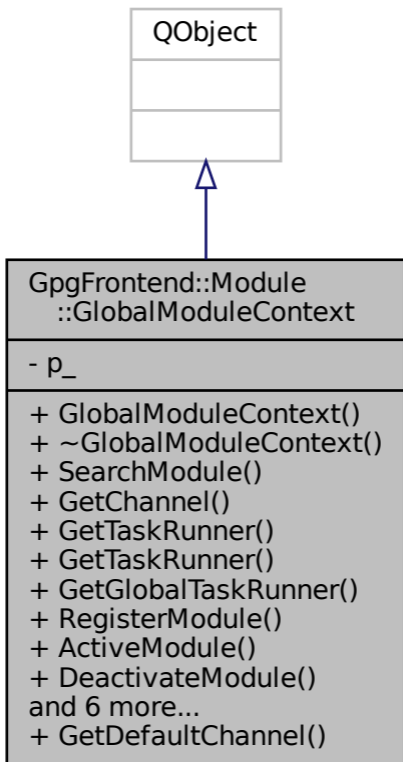 QObject
GpgFrontend::Module
::GlobalModuleContext
- p_
+ GlobalModuleContext()
+ ~GlobalModuleContext()
+ SearchModule()
+ GetChannel()
+ GetTaskRunner()
+ GetTaskRunner()
+ GetGlobalTaskRunner()
+ RegisterModule()
+ ActiveModule()
+ DeactivateModule()
and 6 more...
+ GetDefaultChannel()